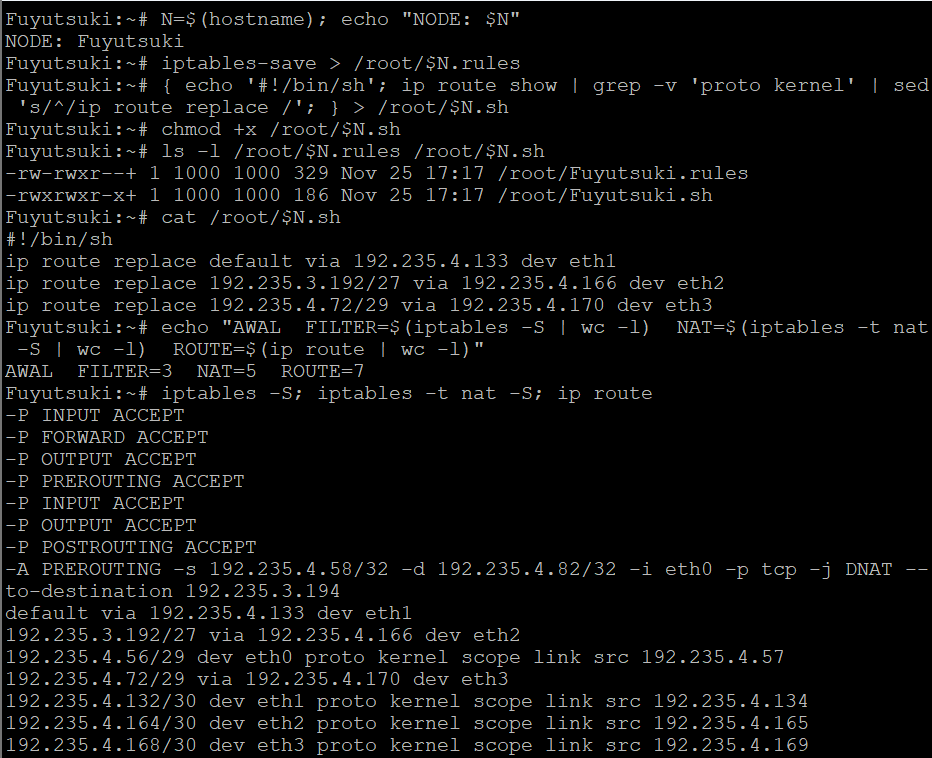 Fuyutsuki:~# N=$(hostname); echo "NODE: $N"
NODE: Fuyutsuki
Fuyutsuki:~# iptables-save > /root/$N.rules
Fuyutsuki:~# { echo '#!/bin/sh'; ip route show | grep -v 'proto kernel' | sed
 's/^/ip route replace /'; } > /root/$N.sh
Fuyutsuki:~# chmod +x /root/$N.sh
Fuyutsuki:~# ls -l /root/$N.rules /root/$N.sh
-rw-rwxr--+ 1 1000 1000 329 Nov 25 17:17 /root/Fuyutsuki.rules
-rwxrwxr-x+ 1 1000 1000 186 Nov 25 17:17 /root/Fuyutsuki.sh
Fuyutsuki:~# cat /root/$N.sh
#!/bin/sh
ip route replace default via 192.235.4.133 dev eth1
ip route replace 192.235.3.192/27 via 192.235.4.166 dev eth2
ip route replace 192.235.4.72/29 via 192.235.4.170 dev eth3
Fuyutsuki:~# echo "AWAL  FILTER=$(iptables -S | wc -l)  NAT=$(iptables -t nat
 -S | wc -l)  ROUTE=$(ip route | wc -l)"
AWAL  FILTER=3  NAT=5  ROUTE=7
Fuyutsuki:~# iptables -S; iptables -t nat -S; ip route
-P INPUT ACCEPT
-P FORWARD ACCEPT
-P OUTPUT ACCEPT
-P PREROUTING ACCEPT
-P INPUT ACCEPT
-P OUTPUT ACCEPT
-P POSTROUTING ACCEPT
-A PREROUTING -s 192.235.4.58/32 -d 192.235.4.82/32 -i eth0 -p tcp -j DNAT --
to-destination 192.235.3.194
default via 192.235.4.133 dev eth1
192.235.3.192/27 via 192.235.4.166 dev eth2
192.235.4.56/29 dev eth0 proto kernel scope link src 192.235.4.57
192.235.4.72/29 via 192.235.4.170 dev eth3
192.235.4.132/30 dev eth1 proto kernel scope link src 192.235.4.134
192.235.4.164/30 dev eth2 proto kernel scope link src 192.235.4.165
192.235.4.168/30 dev eth3 proto kernel scope link src 192.235.4.169